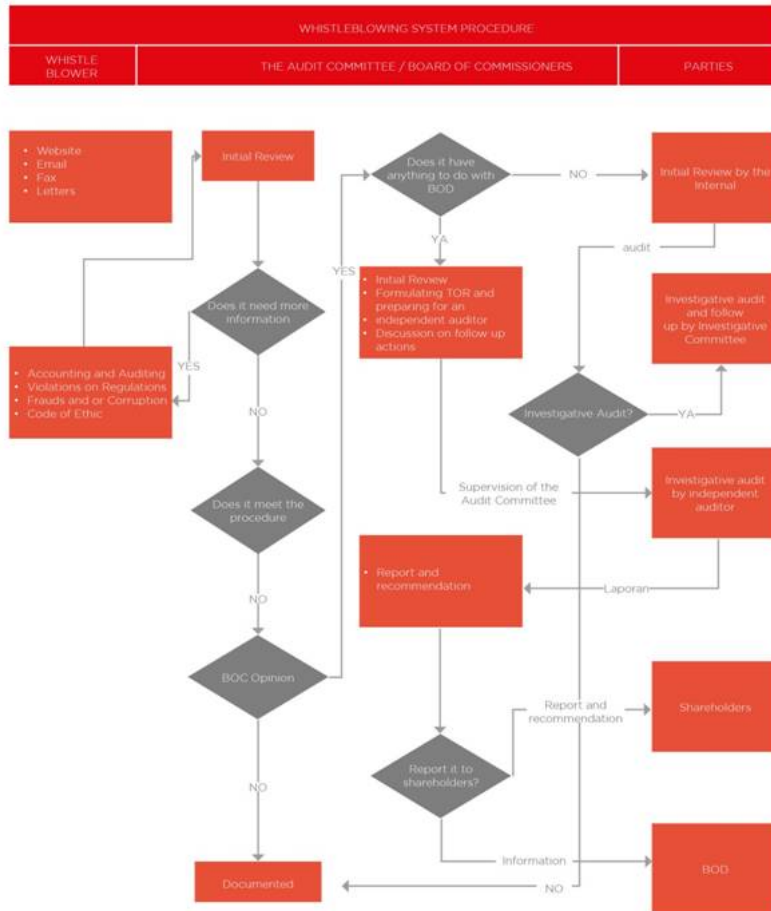 WHISTLEBLOWING SYSTEM PROCEDURE
WHISTLE
BLOWER
THE AUDIT COMMITTEE / BOARD OF COMMISSIONERS
PARTIES
• Website
• Email
• Fax
• Letters
Initial Review
Does it have
anything to do with
BOD
NO
Initial Review by the
Internal
YA
audit
YES
• Initial Review
• Formulating TOR and
preparing for an
• independent auditor
• Discussion on follow up
actions
Investigative audit
and follow
up by Investigative
Committee
Does it need more
information
YES
• Accounting and Auditing
• Violations on Regulations
• Frauds and or Corruption
• Code of Ethic
NO
Investigative Audit?
YA
Does it meet the
procedure
Supervision of the
Audit Committee
Investigative audit
by independent
auditor
NO
• Report and
recommendation
Laporan
BOC Opinion
Report and
recommendation
Shareholders
Report it to
shareholders?
NO
Information
BOD
Documented
NO